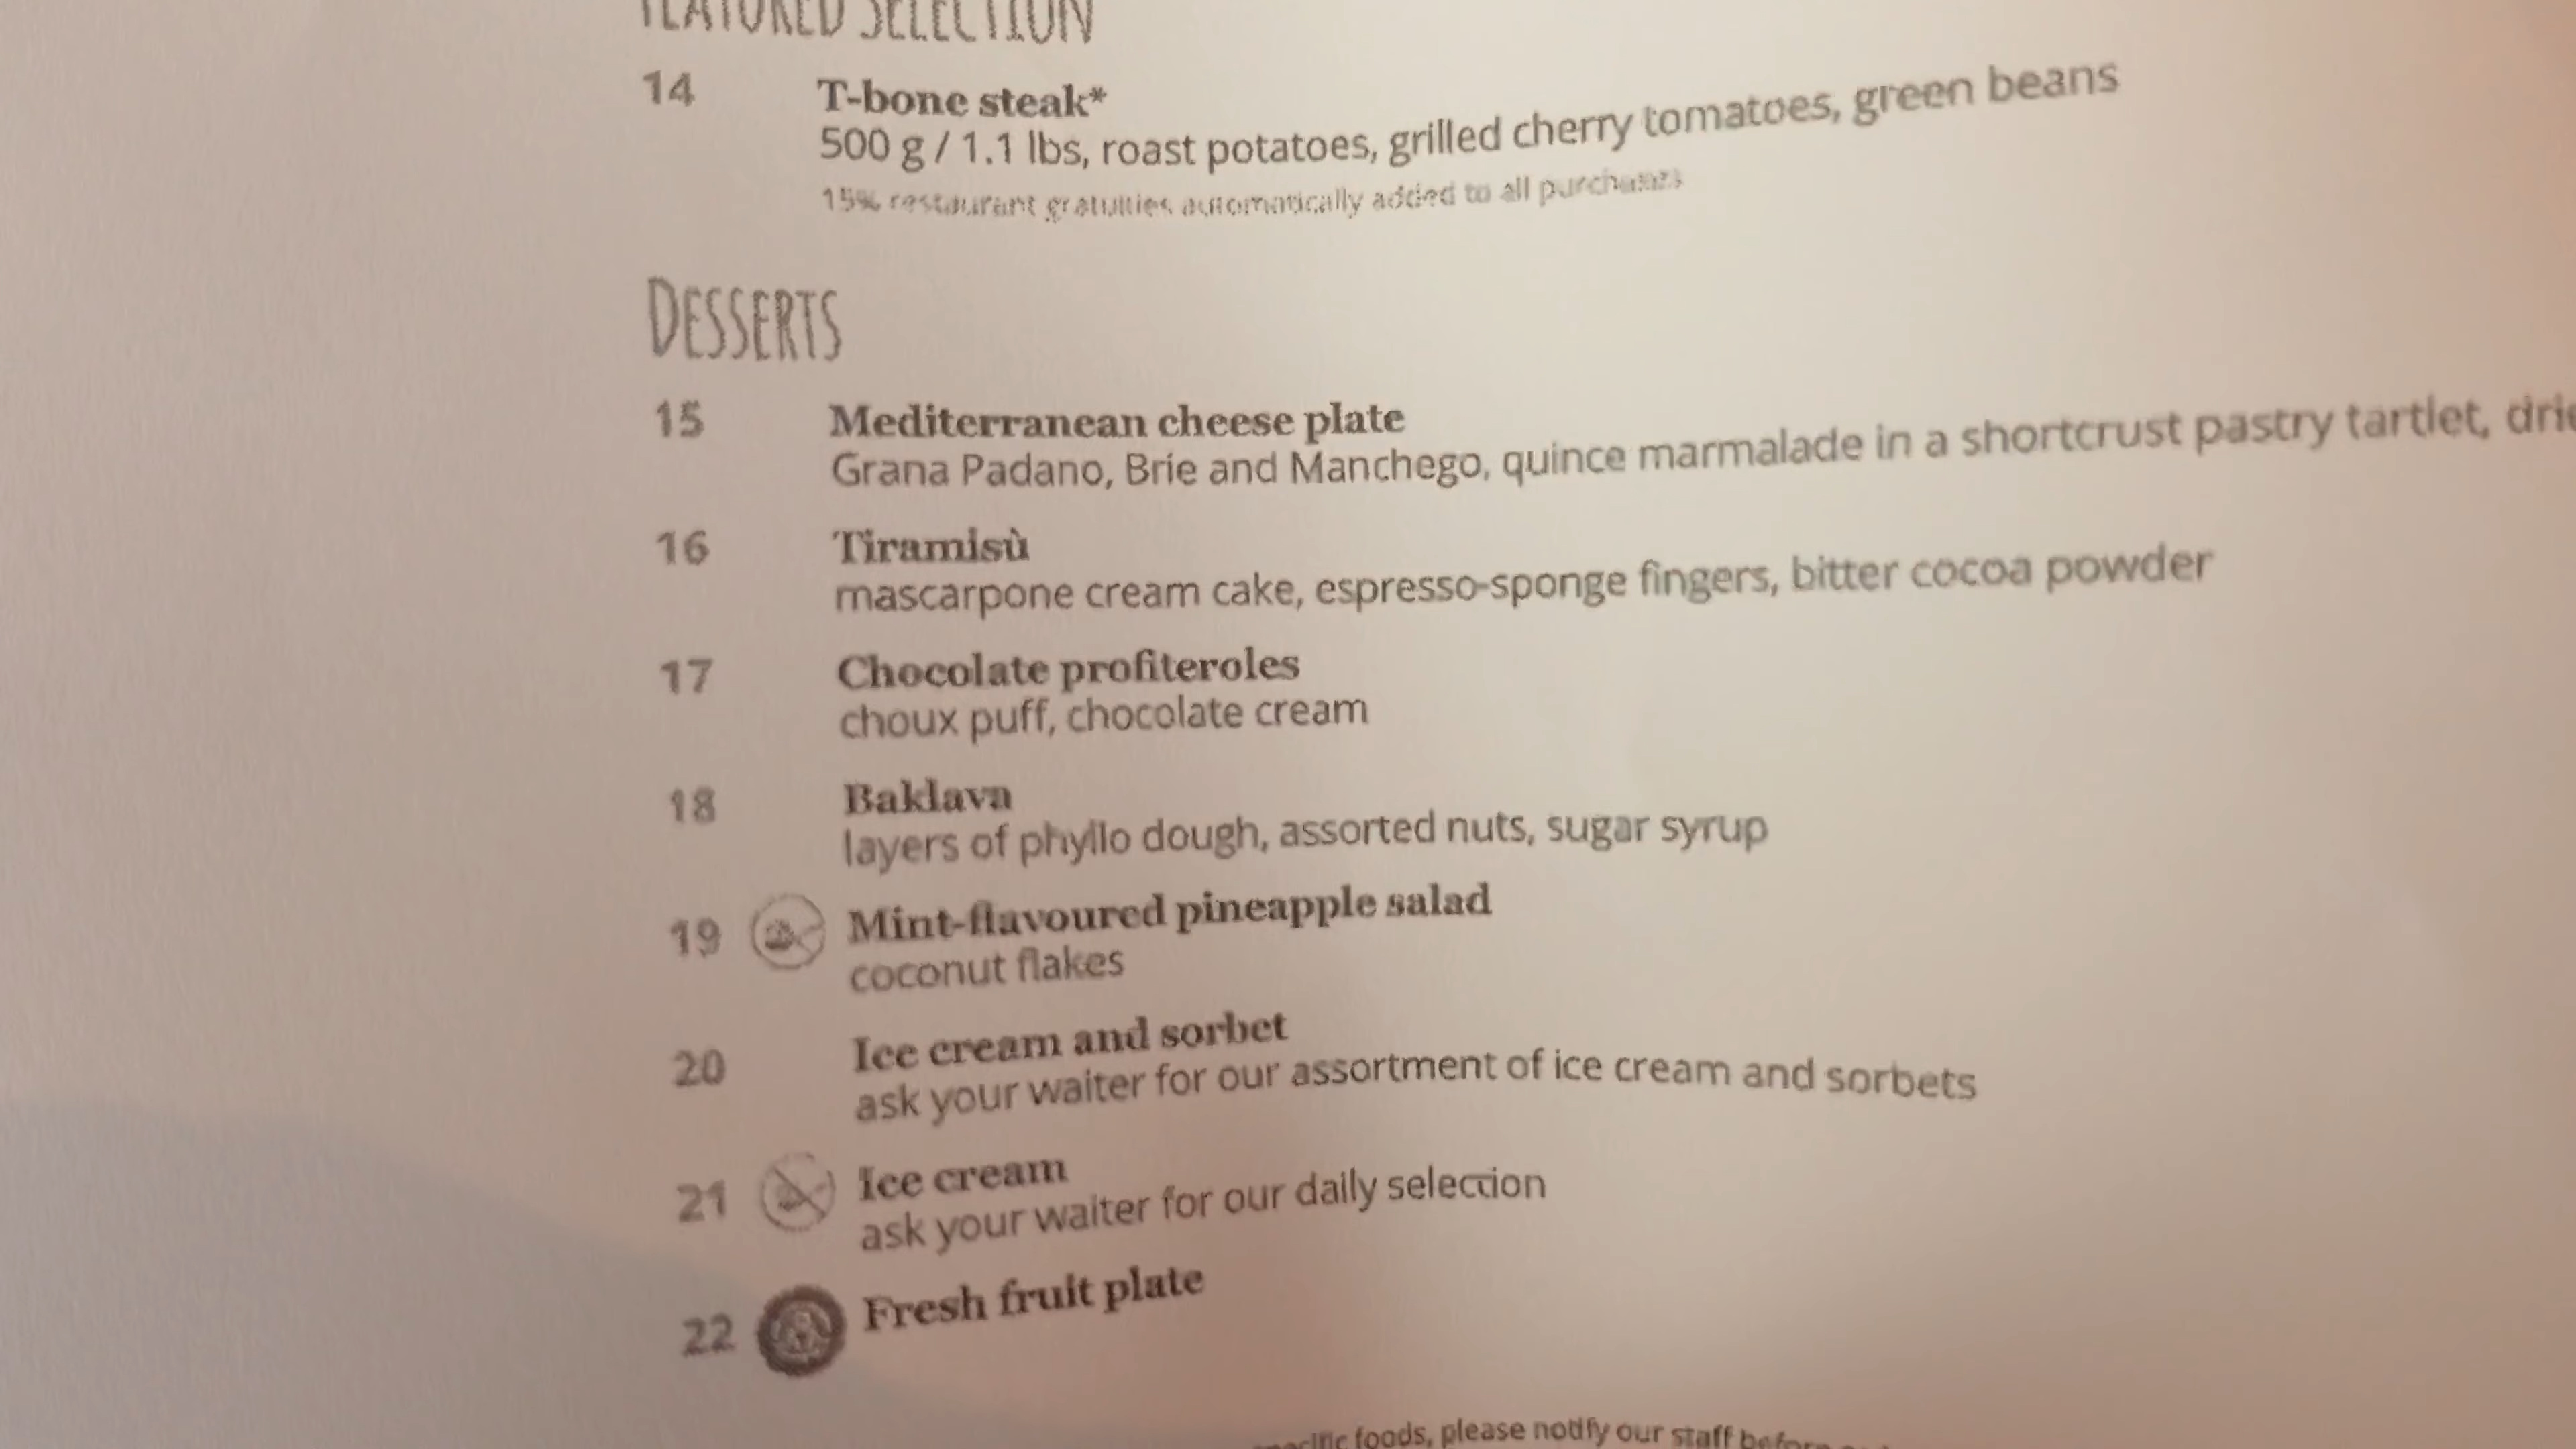 FEATURED SELECTION
14 T-bone steak*
500 g / 1.1 lbs, roast potatoes, grilled cherry tomatoes, green beans
15% restaurant gratuities automatically added to all purchases
DESSERTS
15 Mediterranean cheese plate
Grana Padano, Brie and Manchego, quince marmalade in a shortcrust pastry tartlet,
16 Tiramisù
mascarpone cream cake, espresso-sponge fingers, bitter cocoa powder
17 Chocolate profiteroles
choux puff, chocolate cream
18 Baklava
layers of phyllo dough, assorted nuts, sugar syrup
19 Mint-flavoured pineapple salad
coconut flakes
20 Ice cream and sorbet
ask your waiter for our assortment of ice cream and sorbets
21 Ice cream
ask your waiter for our daily selection
22 Fresh fruit plate
foods, please notify our staff before